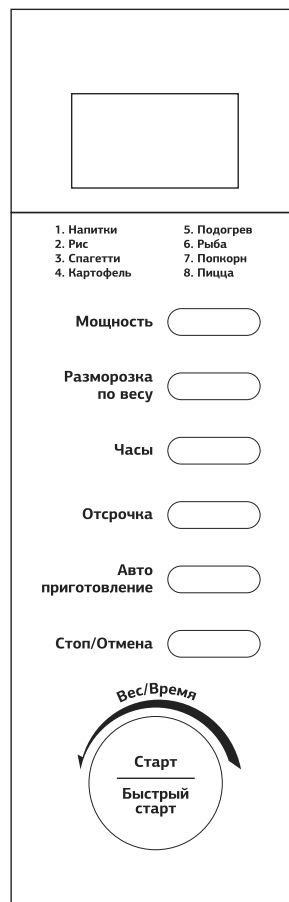 1. Напитки
2. Рис
3. Спагетти
4. Картофель
5. Подогрев
6. Рыба
7. Попкорн
8. Пицца
Мощность
Разморозка
по весу
Часы
Отсрочка
Авто
приготовление
Стоп/Отмена
Вес/Время
Старт
Быстрый
старт